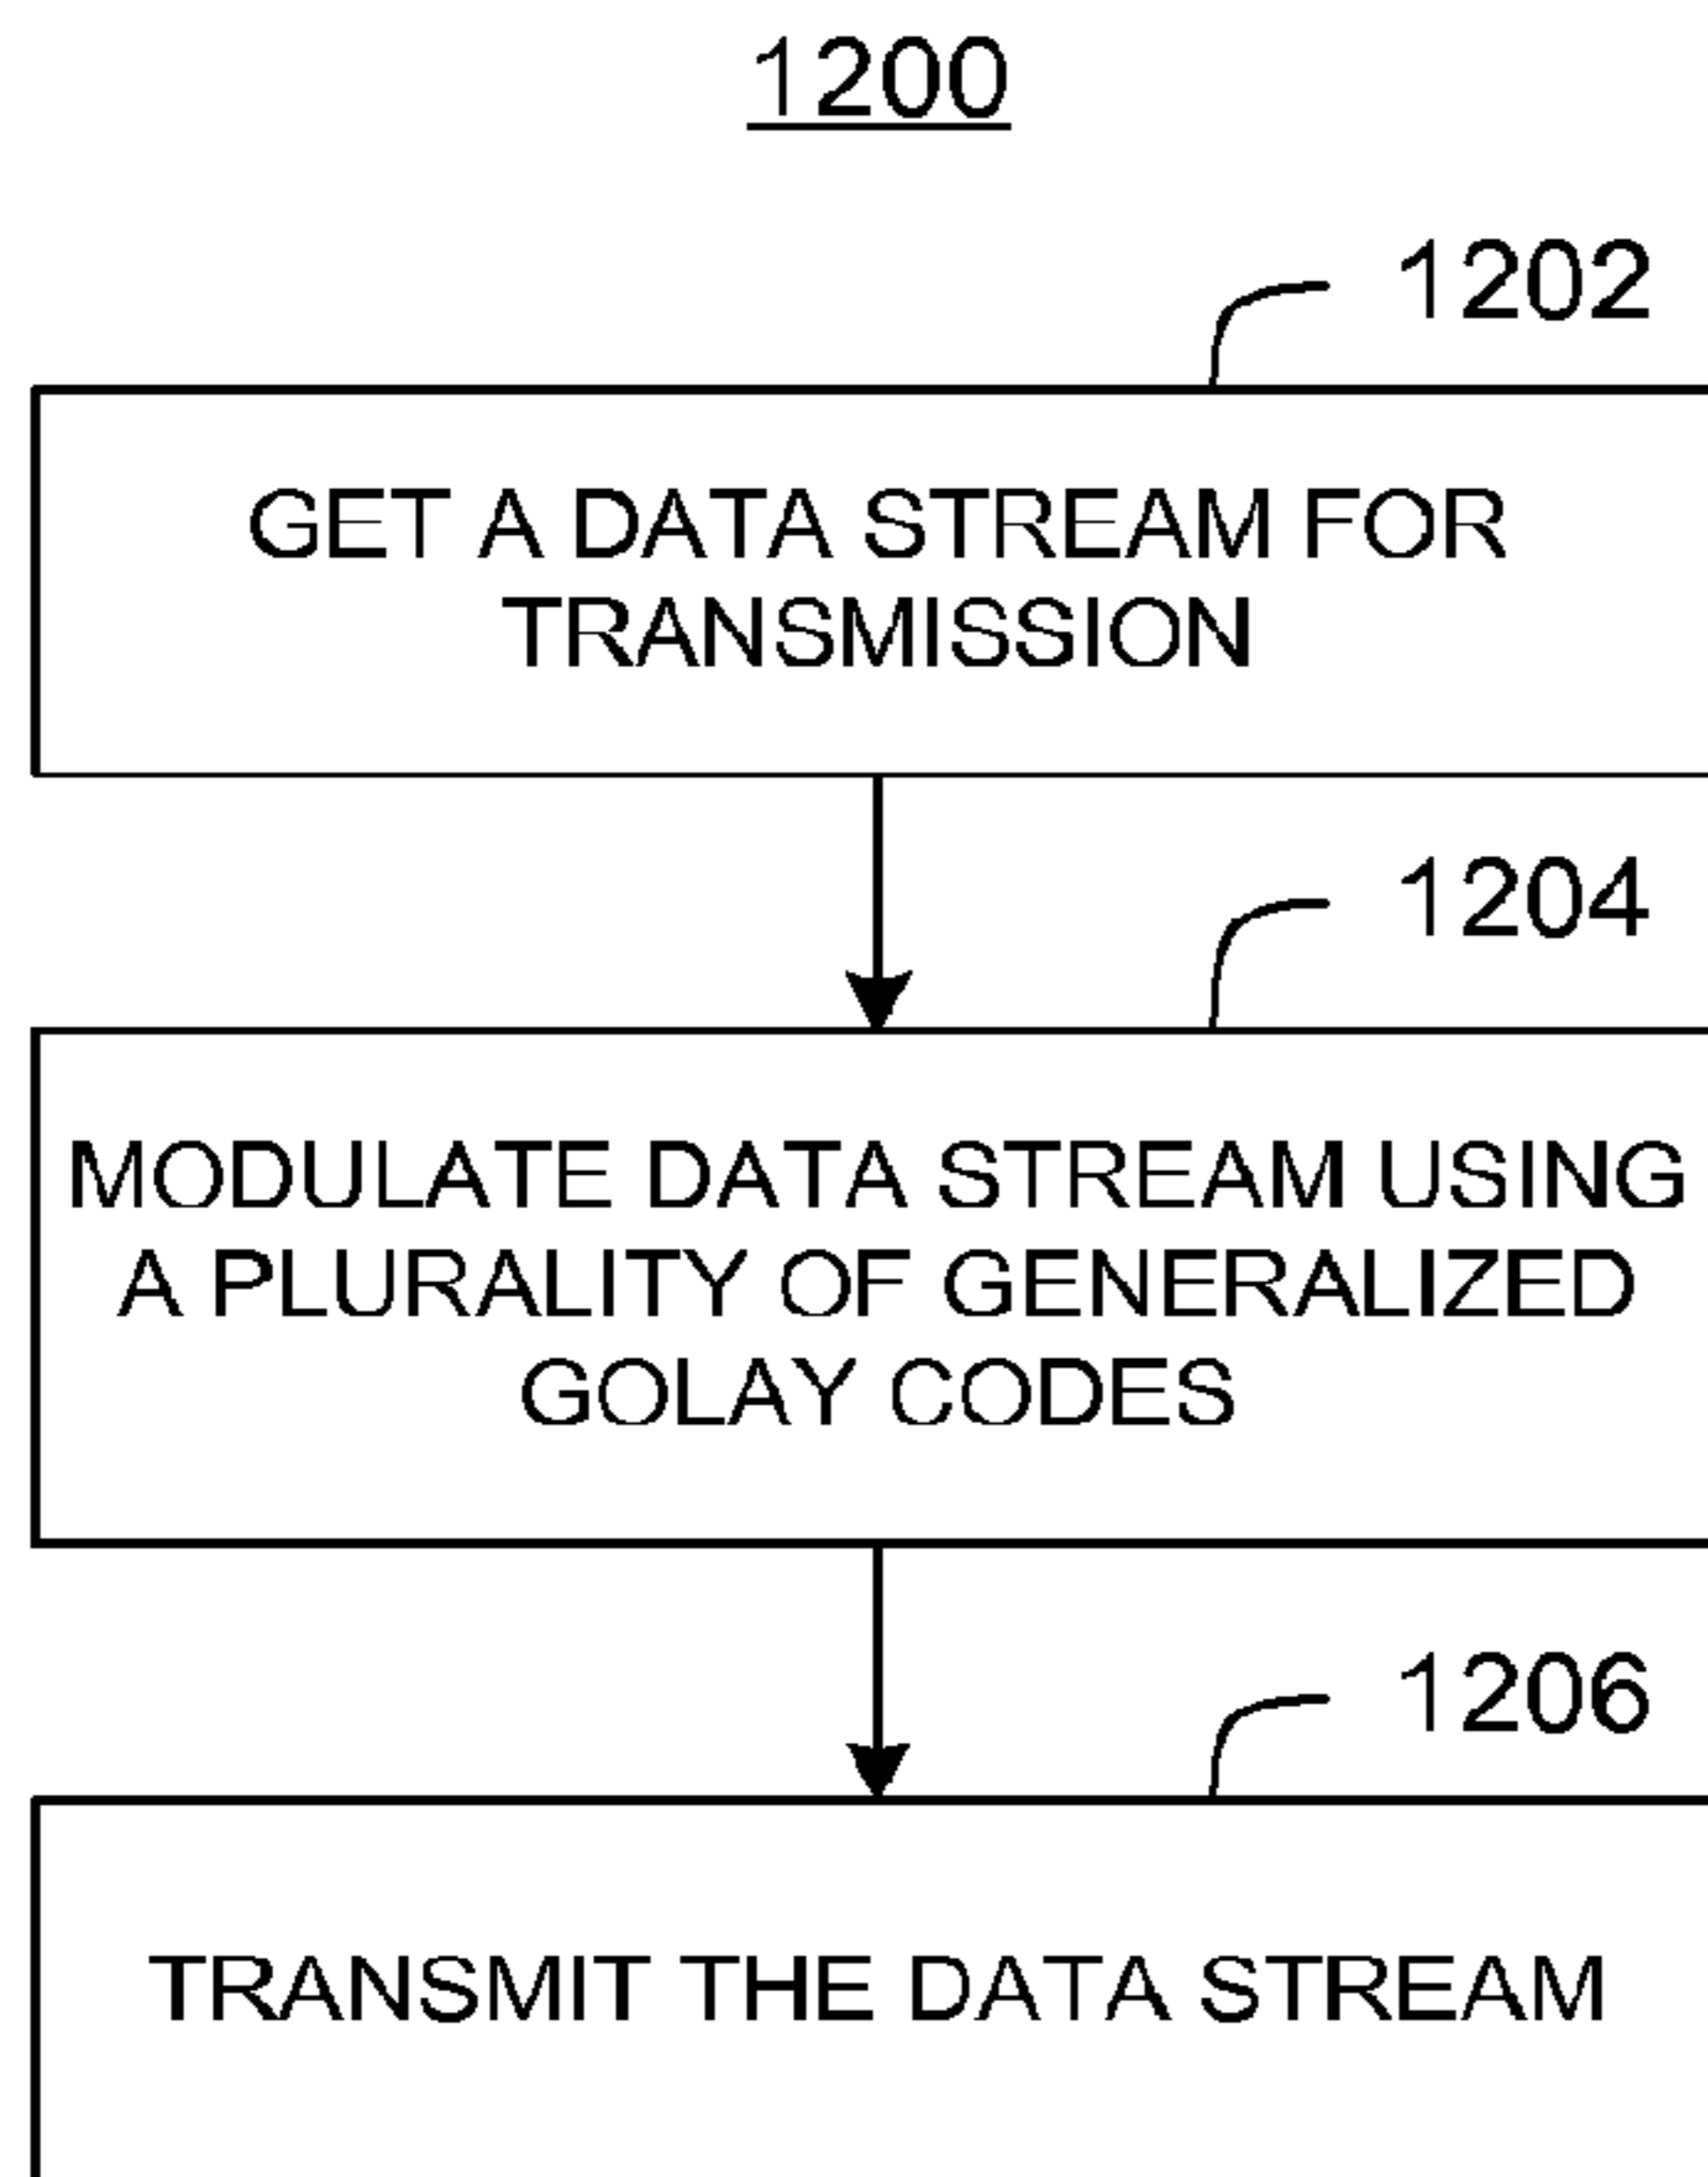 1200
1202
GET A DATA STREAM FOR
TRANSMISSION
1204
MODULATE DATA STREAM USING
A PLURALITY OF GENERALIZED
GOLAY CODES
1206
TRANSMIT THE DATA STREAM